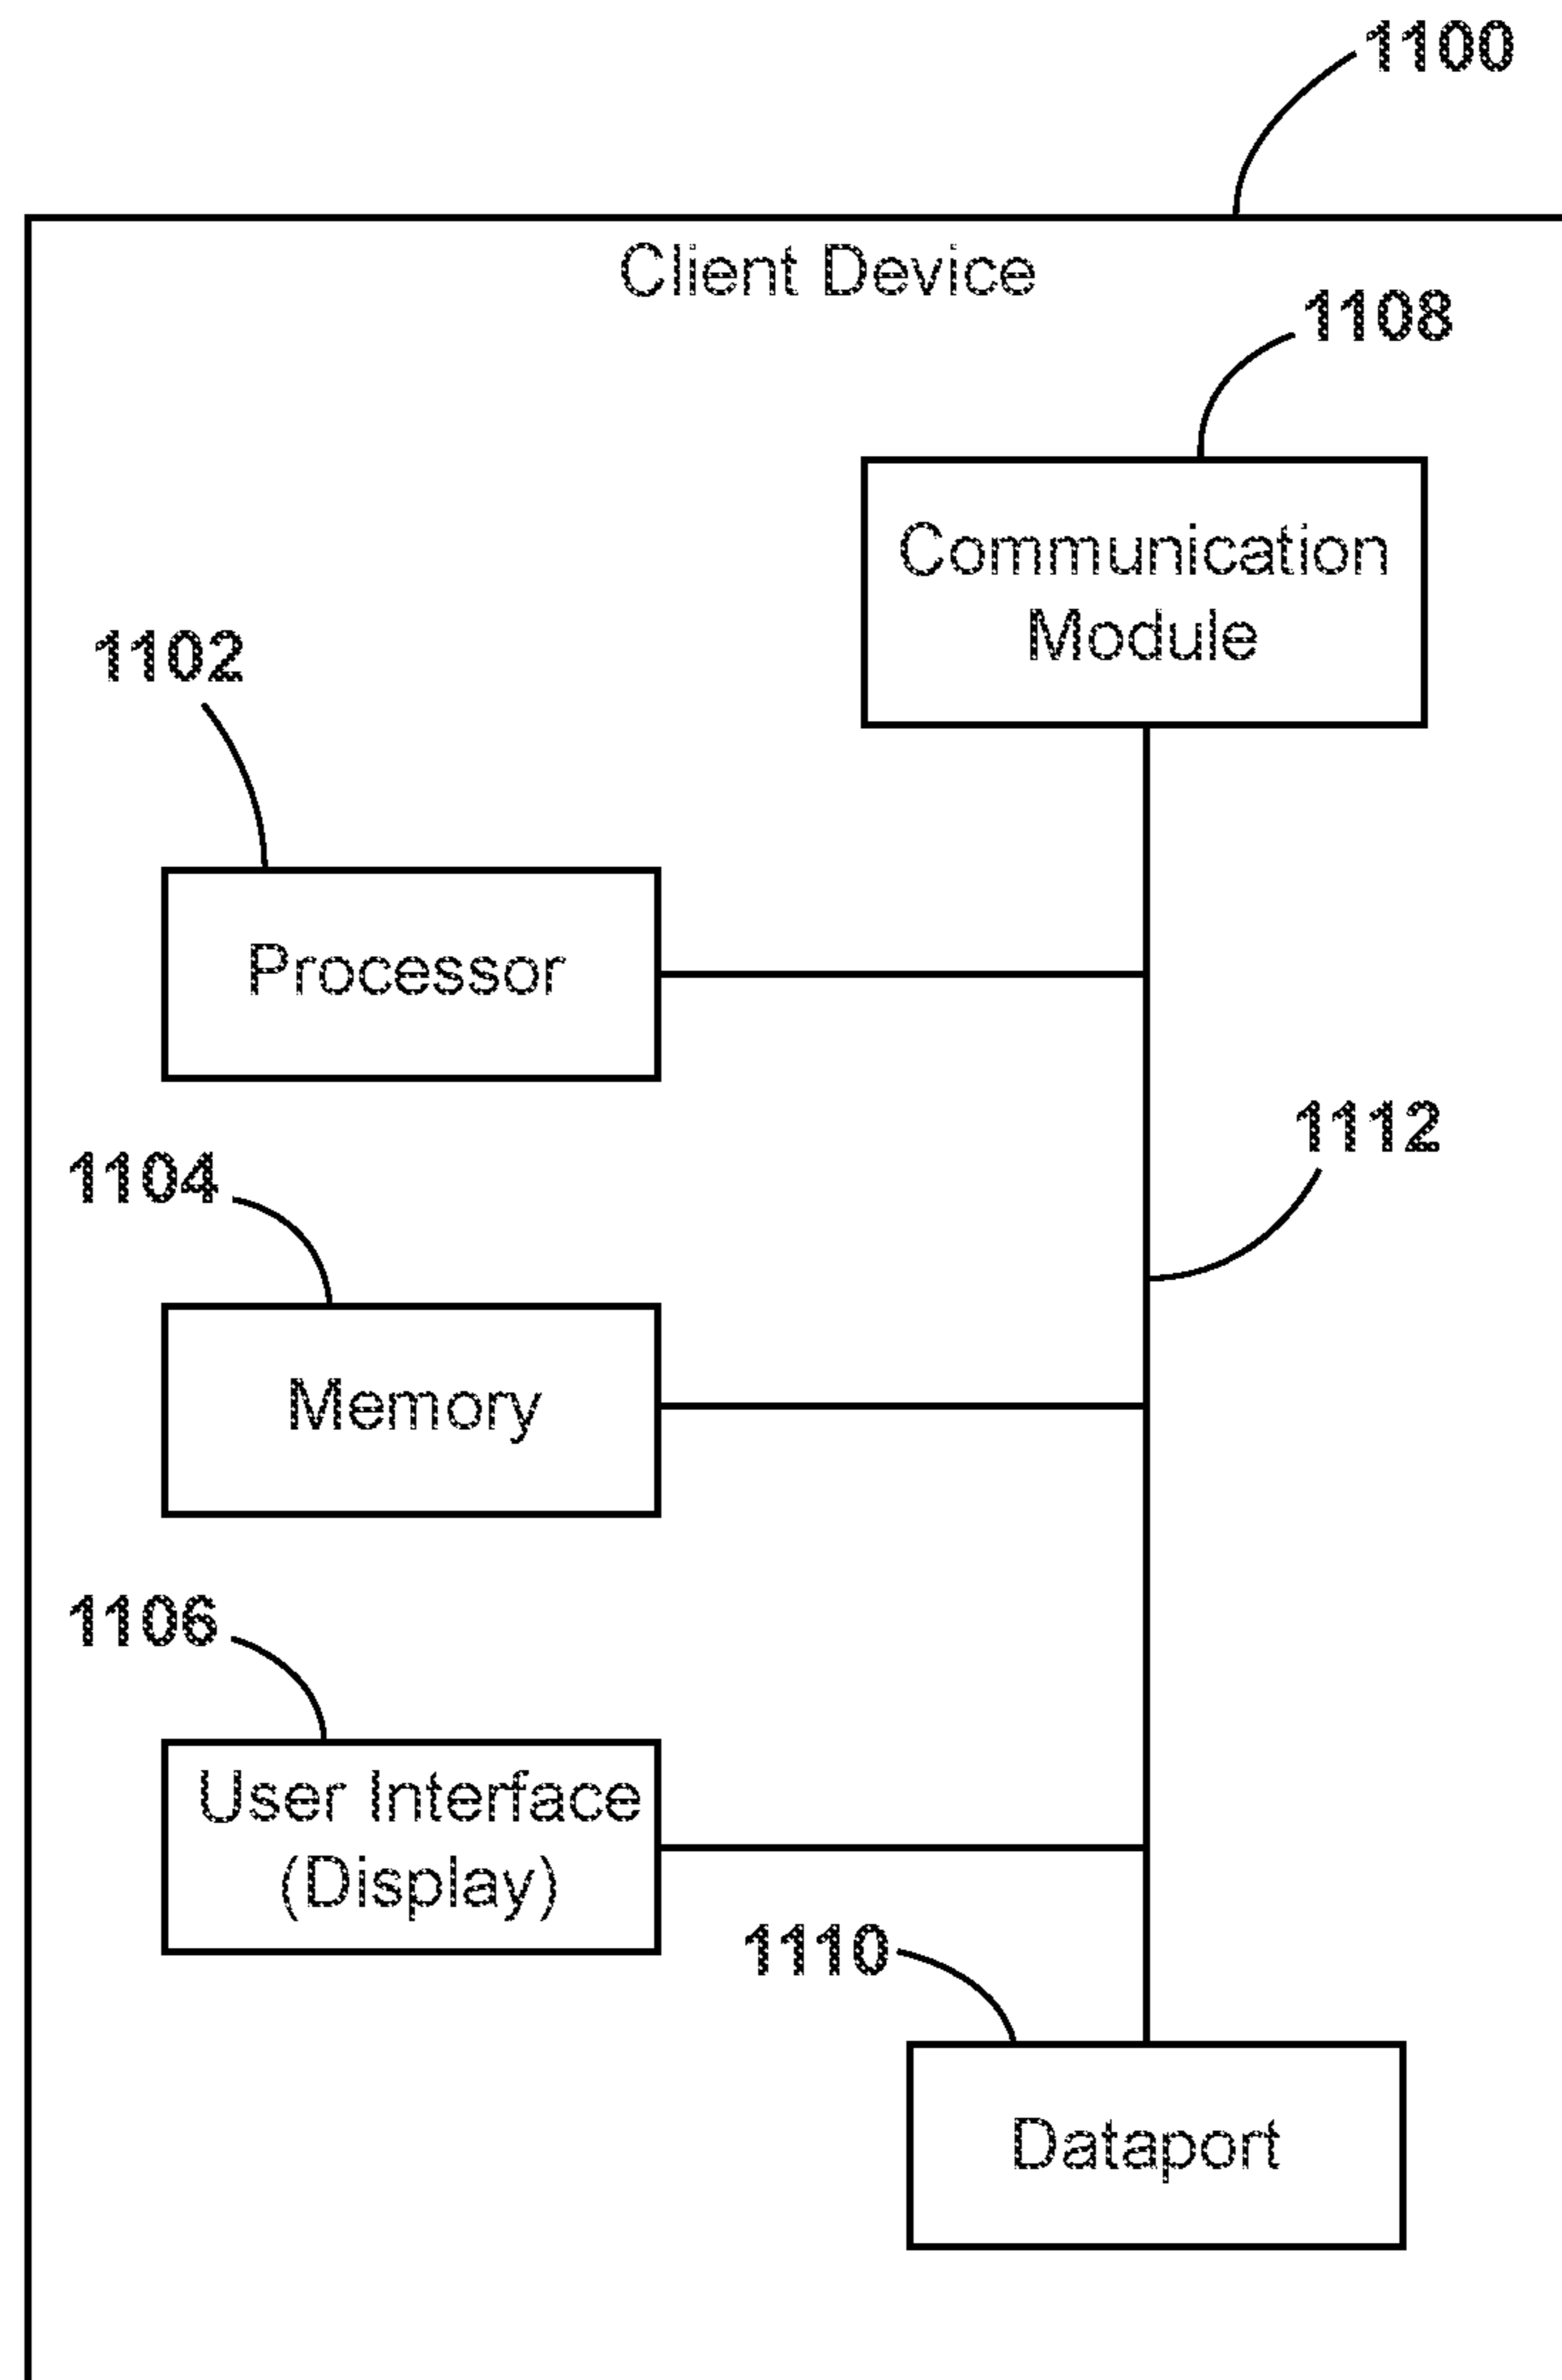 1100
Client Device
1108
Communication
Module
1102
Processor
1112
1104
Memory
1106
User Interface
(Display)
1110
Dataport